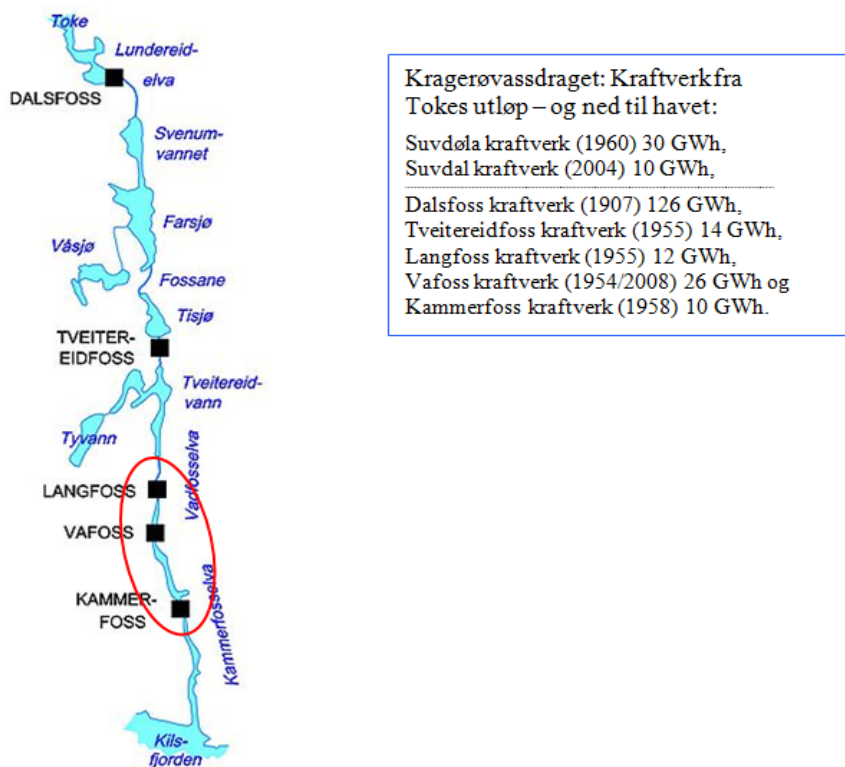 Toke
Lundereid-
elva
DALSFOSS
Svenum-
vannet
Farsjø
Våsjø
Fossane
Tisjø
TVEITER-
EIDFOSS
Tveitereid-
vann
Tyvann
Vadfosselva
LANGFOSS
VAFOSS
KAMMER-
FOSS
Kammerfosselva
Kils-
fjorden
Kragerøvassdraget: Kraftverk fra
Tokes utløp – og ned til havet:
Suvdøla kraftverk (1960) 30 GWh,
Suvdal kraftverk (2004) 10 GWh,
Dalsfoss kraftverk (1907) 126 GWh,
Tveitereidfoss kraftverk (1955) 14 GWh,
Langfoss kraftverk (1955) 12 GWh,
Vafoss kraftverk (1954/2008) 26 GWh og
Kammerfoss kraftverk (1958) 10 GWh.